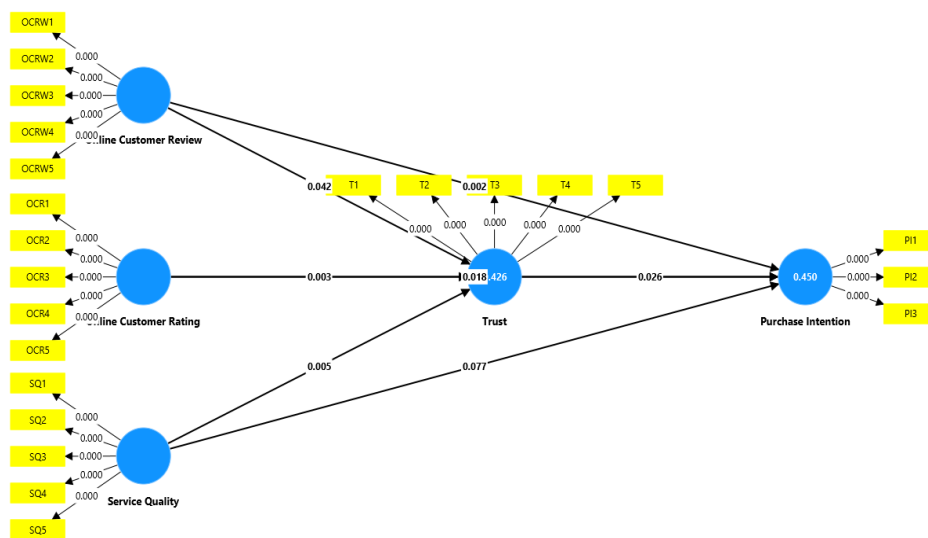 OCRW1
0.000
OCRW2
0.000
OCRW3
0.000
OCRW4
0.000
OCRW5
0.000
Online Customer Review
OCR1
0.000
OCR2
0.000
OCR3
0.000
OCR4
0.000
OCR5
0.000
Online Customer Rating
SQ1
0.000
SQ2
0.000
SQ3
0.000
SQ4
0.000
SQ5
0.000
Service Quality
0.042
0.002
0.003
0.018
0.005
0.077
T1
T2
T3
T4
T5
0.000
0.000
0.000
0.000
0.000
.426
Trust
0.026
0.450
Purchase Intention
PI1
0.000
PI2
0.000
PI3
0.000